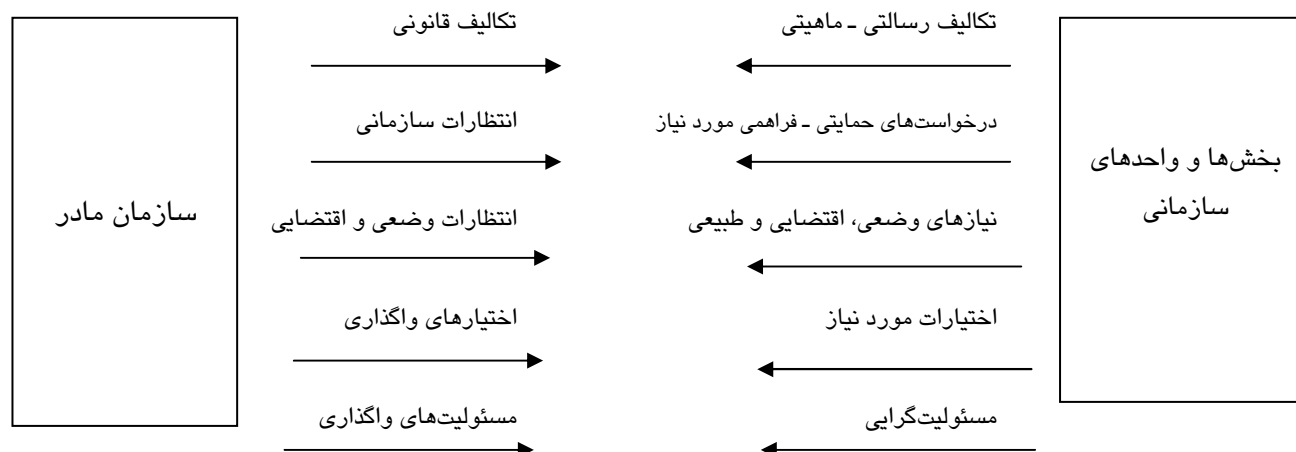 تکالیف رسالتی ـ ماهیتی
تکالیف قانونی
درخواست‌های حمایتی ـ فراهمی مورد نیاز
انتظارات سازمانی
بخش‌ها و واحدهای
سازمانی
سازمان مادر
نیازهای وضعی، اقتضایی و طبیعی
انتظارات وضعی و اقتضایی
اختیارات مورد نیاز
اختیارهای واگذاری
مسئولیت‌گرایی
مسئولیت‌های واگذاری